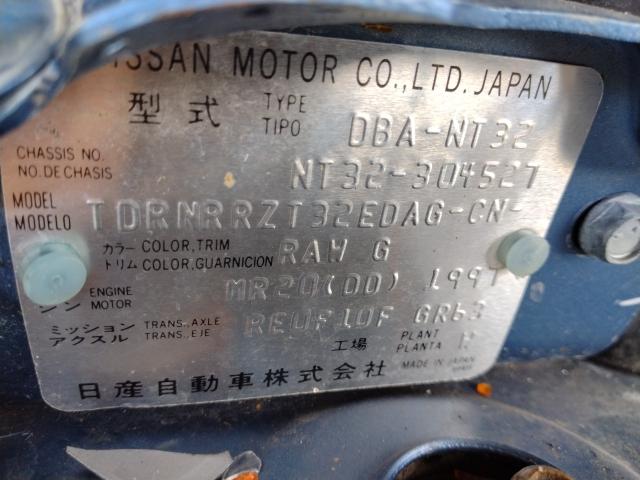 NISSAN MOTOR CO.,LTD. JAPAN
型式 TYPE TIPO DBA-NT32
CHASSIS NO. NO. DE CHASIS NT32-304527
MODEL MODELO TDRNRRZT32EDAG-CN-
カラー COLOR, TRIM
トリム COLOR, GUARNICION RAW G
ENGINE MOTOR MR20(DD) 1997
ミッション TRANS., AXLE
アクスル TRANS., EJE RE0F10F GR63
工場 PLANT PLANTA
日産自動車株式会社 MADE IN JAPAN